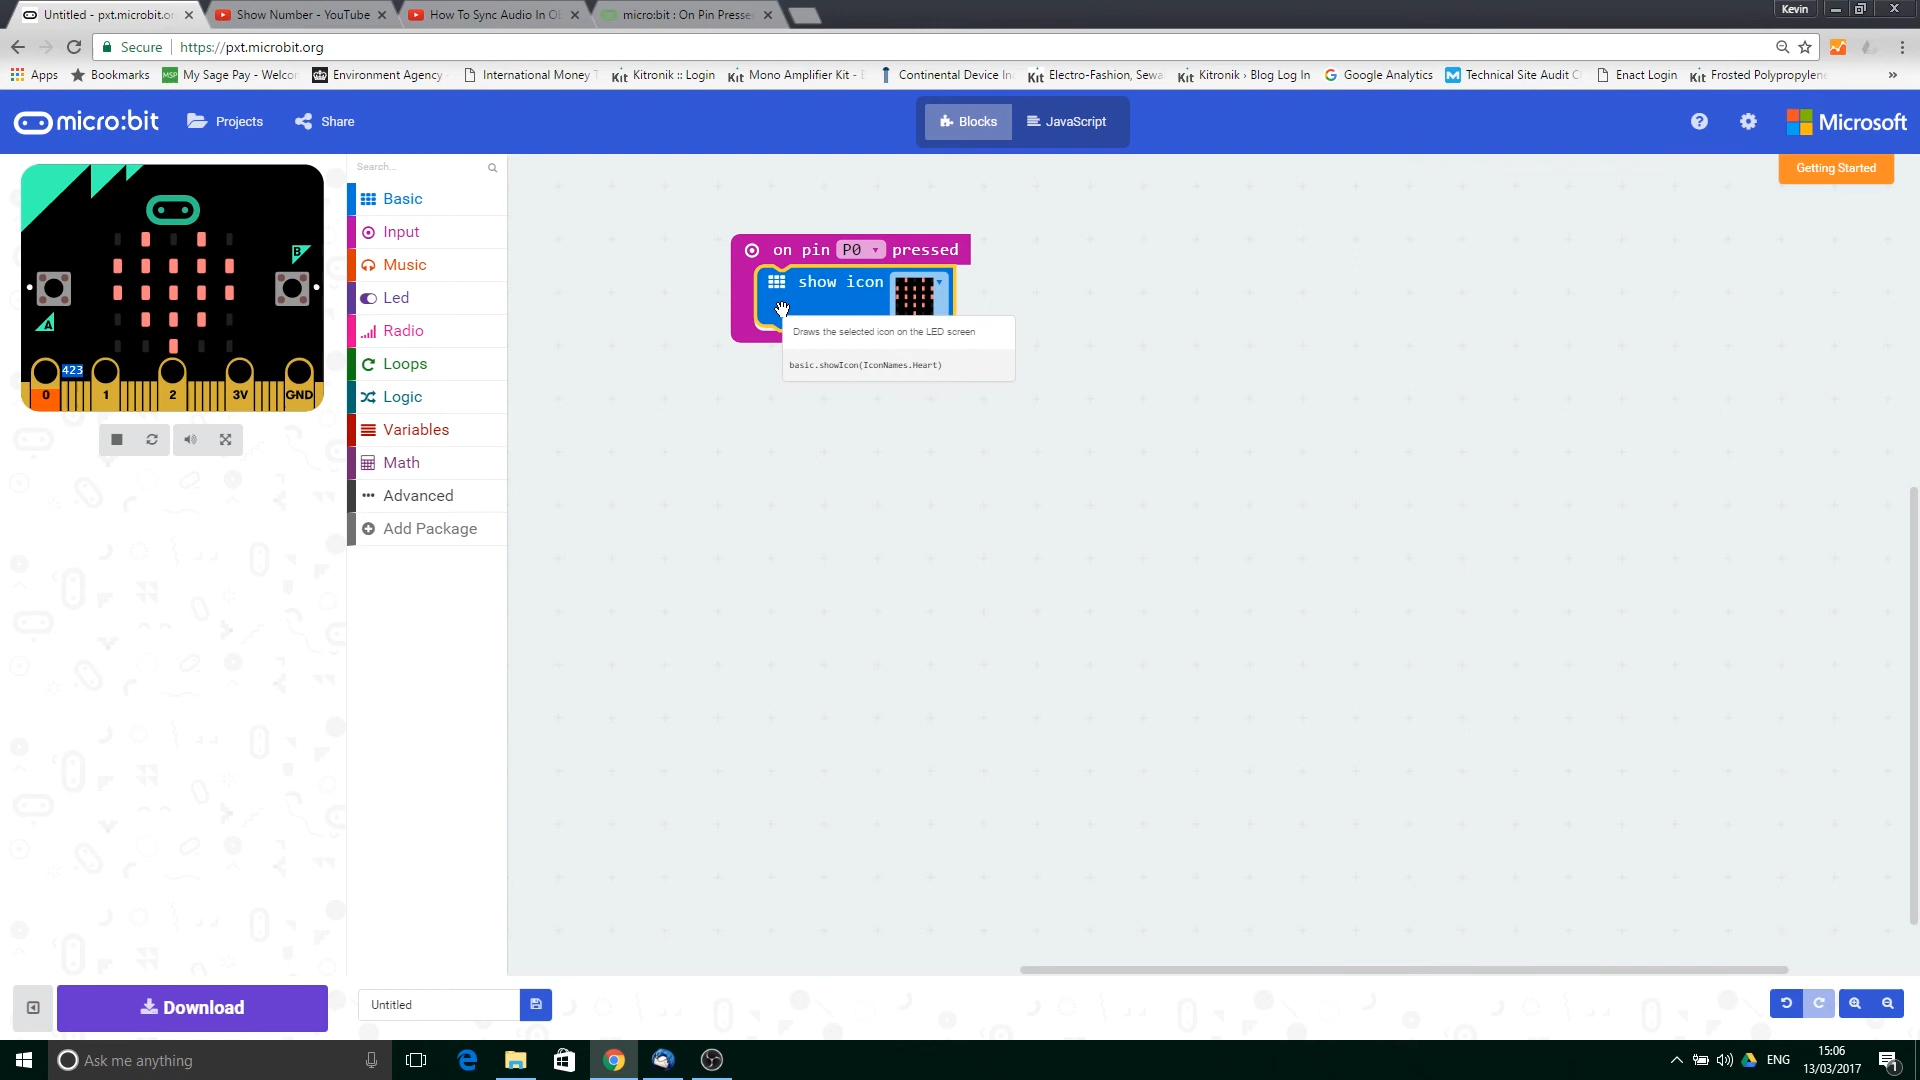 Untitled - pxt.microbit.or
Show Number - YouTube
How To Sync Audio In OB
micro:bit : On Pin Presse
Kevin
Secure
https://pxt.microbit.org
Apps
Bookmarks
My Sage Pay - Welcon
Environment Agency
International Money T
Kitronik :: Login
Mono Amplifier Kit - E
Continental Device In
Electro-Fashion, Sewa
Kitronik › Blog Log In
Google Analytics
Technical Site Audit C
Enact Login
Frosted Polypropylene
»
micro:bit
Projects
Share
Blocks
JavaScript
Microsoft
Getting Started
Search...
Basic
Input
Music
Led
Radio
Loops
Logic
Variables
Math
Advanced
Add Package
B
A
423
0 1 2 3V GND
on pin P0 pressed
show icon
Draws the selected icon on the LED screen
basic.showIcon(IconNames.Heart)
Download
Untitled
Ask me anything
ENG
15:06
13/03/2017
1